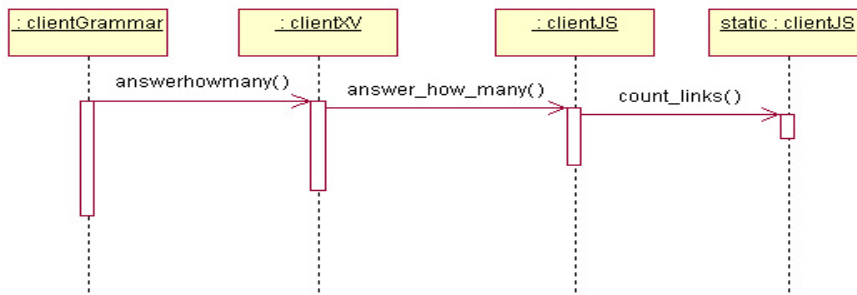 : clientGrammar
: clientXV
: clientJS
static : clientJS
answerhowmany()
answer_how_many()
count_links()